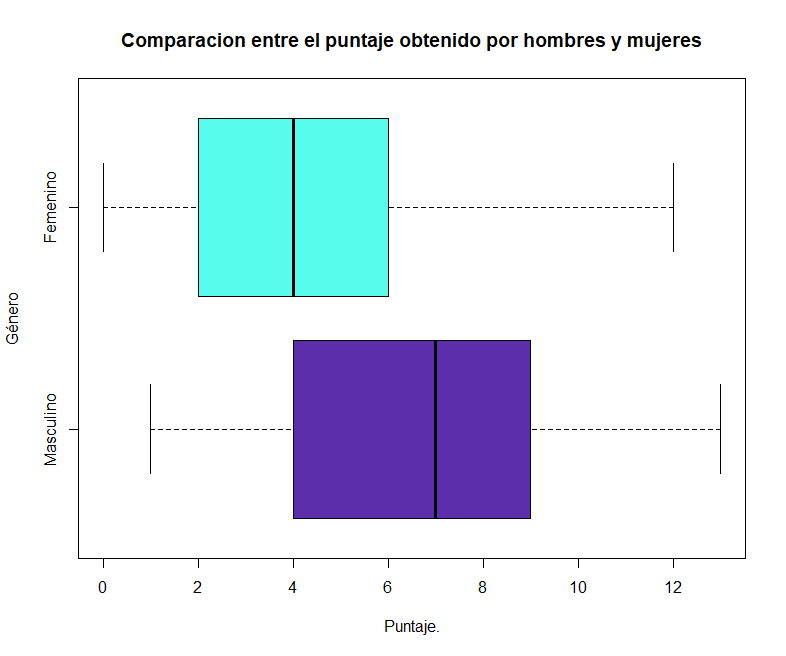 Comparacion entre el puntaje obtenido por hombres y mujeres
Género
Femenino
Masculino
0 2 4 6 8 10 12
Puntaje.